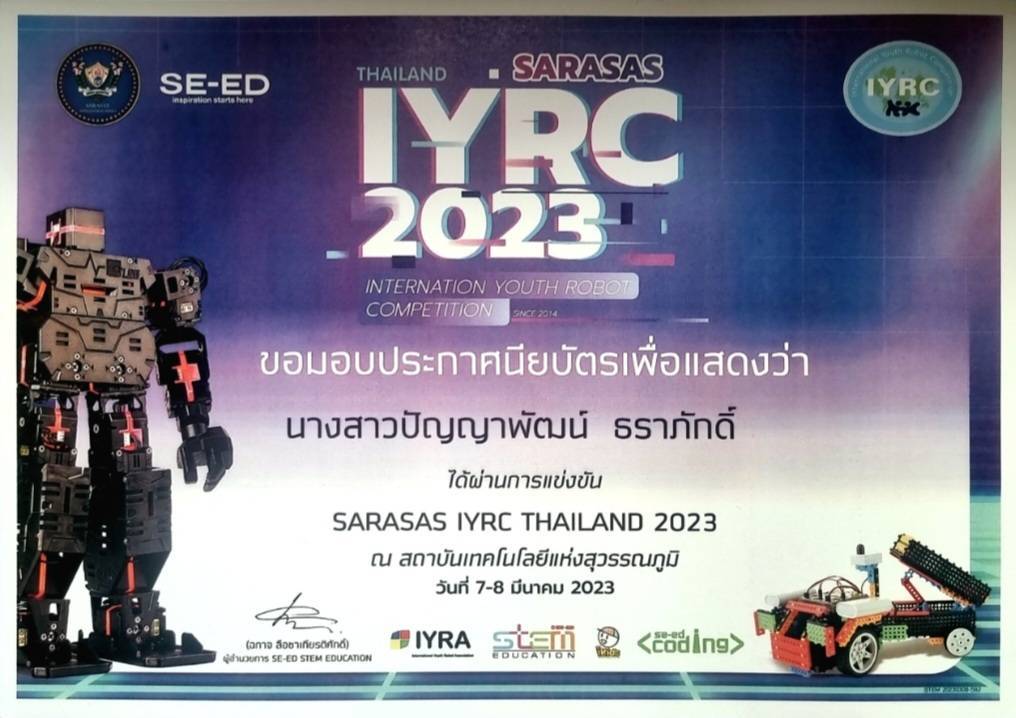 SE-ED
inspiration starts here
THAILAND
SARASAS
IYRC
2023
INTERNATION YOUTH ROBOT
COMPETITION
SINCE 2014
IYRC
ขอมอบประกาศนียบัตรเพื่อแสดงว่า
นางสาวปัญญาพัฒน์ ธราภักดิ์
ได้ผ่านการแข่งขัน
SARASAS IYRC THAILAND 2023
ณ สถาบันเทคโนโลยีแห่งสุวรรณภูมิ
วันที่ 7-8 มีนาคม 2023
ผู้อำนวยการ SE-ED STEM EDUCATION
IYRA
International Youth Robot Association
STEM
EDUCATION
<se-ed
coding>